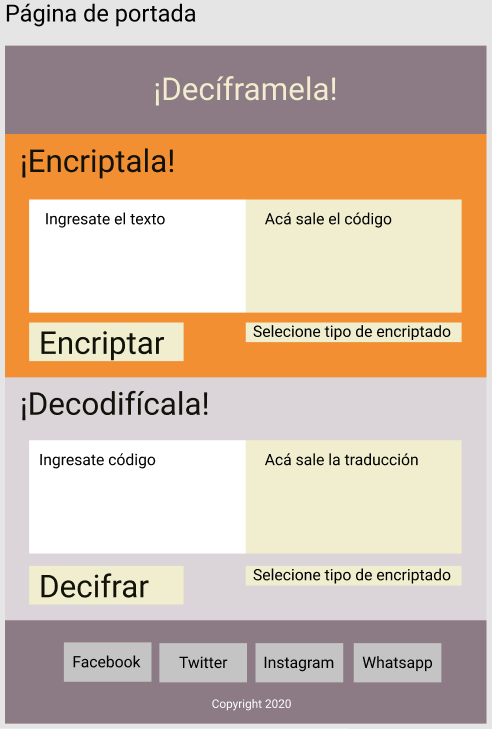 Página de portada
¡Decíframela!
¡Encriptala!
Ingresate el texto
Acá sale el código
Encriptar
Selecione tipo de encriptado
¡Decodifícala!
Ingresate código
Acá sale la traducción
Decifrar
Selecione tipo de encriptado
Facebook
Twitter
Instagram
Whatsapp
Copyright 2020